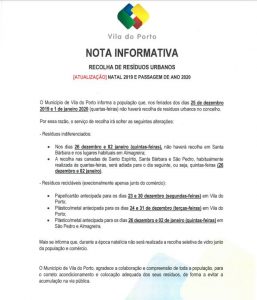 Vila do Porto
NOTA INFORMATIVA
RECOLHA DE RESÍDUOS URBANOS
[ATUALIZAÇÃO] NATAL 2019 E PASSAGEM DE ANO 2020
O Município de Vila do Porto informa a população que, nos feriados dos dias 25 de dezembro
2019 e 1 de janeiro 2020 (quartas-feiras) não haverá recolha de resíduos urbanos no concelho.
Por essa razão, o serviço de recolha irá sofrer as seguintes alterações:
- Resíduos indiferenciados:
• Nos dias 26 dezembro e 02 janeiro (quintas-feiras), não haverá recolha em Santa
Bárbara e nos lugares habituais em Almagreira.
• A recolha nas canadas de Santo Espírito, Santa Bárbara e São Pedro, habitualmente
realizada às quartas-feiras, será adiada para o dia seguinte, ou seja, quintas-feiras (26
dezembro e 02 janeiro).
- Resíduos recicláveis (excecionalmente apenas junto do comércio):
• Papel/cartão antecipada para os dias 23 e 30 dezembro (segundas-feiras) em Vila do
Porto;
• Plástico/metal antecipada para os dias 24 e 31 dezembro (terças-feiras) em Vila do
Porto;
• Plástico/metal antecipada para os dias 26 dezembro e 02 de janeiro (quintas-feiras) em
São Pedro e Almagreira.
Mais se informa que, durante a época natalícia não será realizada a recolha seletiva de vidro junto
da população e comércio.
O Município de Vila do Porto, agradece a colaboração e compreensão de toda a população, para
o correto acondicionamento e colocação adequada dos seus resíduos, de forma a evitar a
acumulação na via pública.